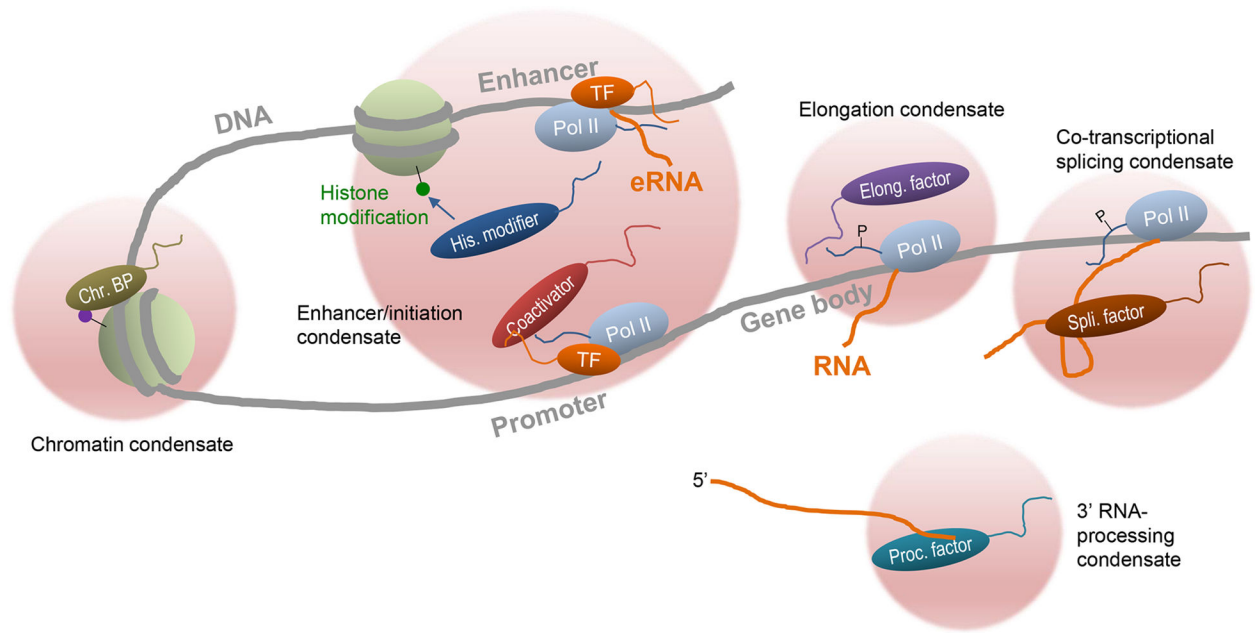 DNA
Enhancer
TF
Pol II
eRNA
Histone
modification
His. modifier
Chr. BP
Chromatin condensate
Enhancer/initiation
condensate
Coactivator
Pol II
TF
Promoter
Gene body
Elongation condensate
Elong. factor
P
Pol II
RNA
Co-transcriptional
splicing condensate
P
Pol II
Spli. factor
5’
Proc. factor
3’ RNA-
processing
condensate